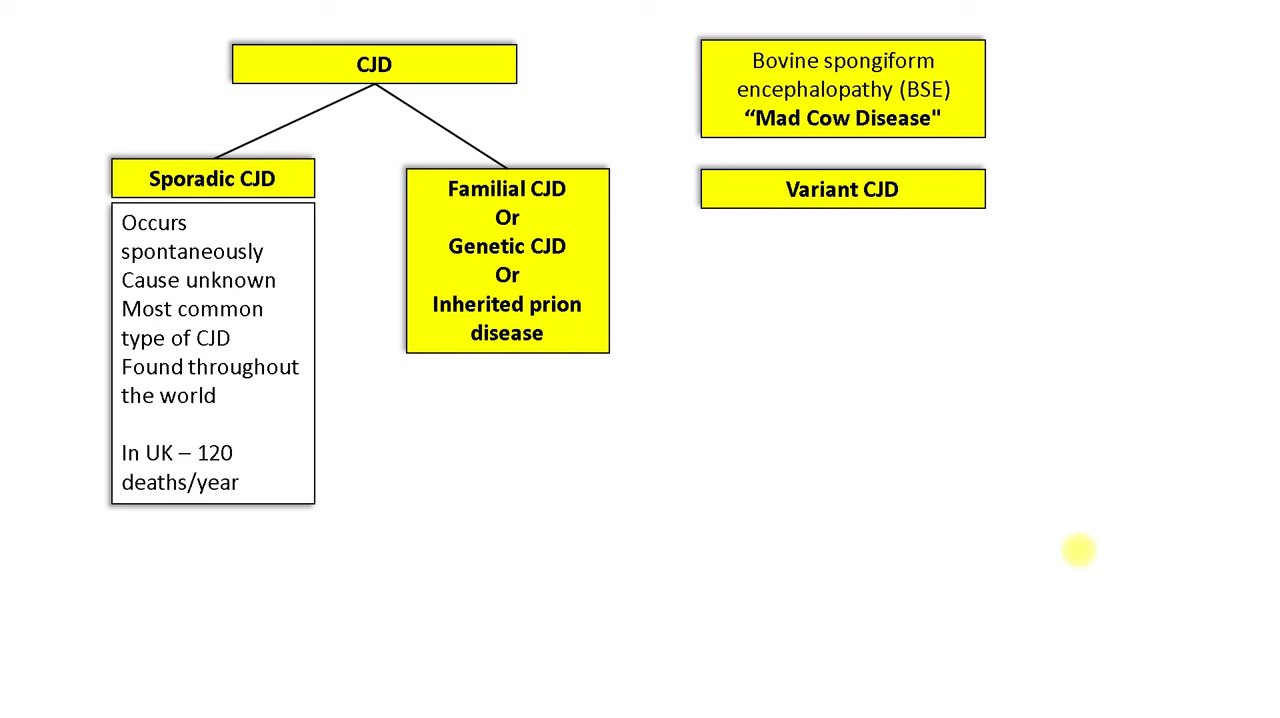 CJD
Sporadic CJD
Occurs
spontaneously
Cause unknown
Most common
type of CJD
Found throughout
the world
In UK – 120
deaths/year
Familial CJD
Or
Genetic CJD
Or
Inherited prion
disease
Bovine spongiform
encephalopathy (BSE)
“Mad Cow Disease"
Variant CJD